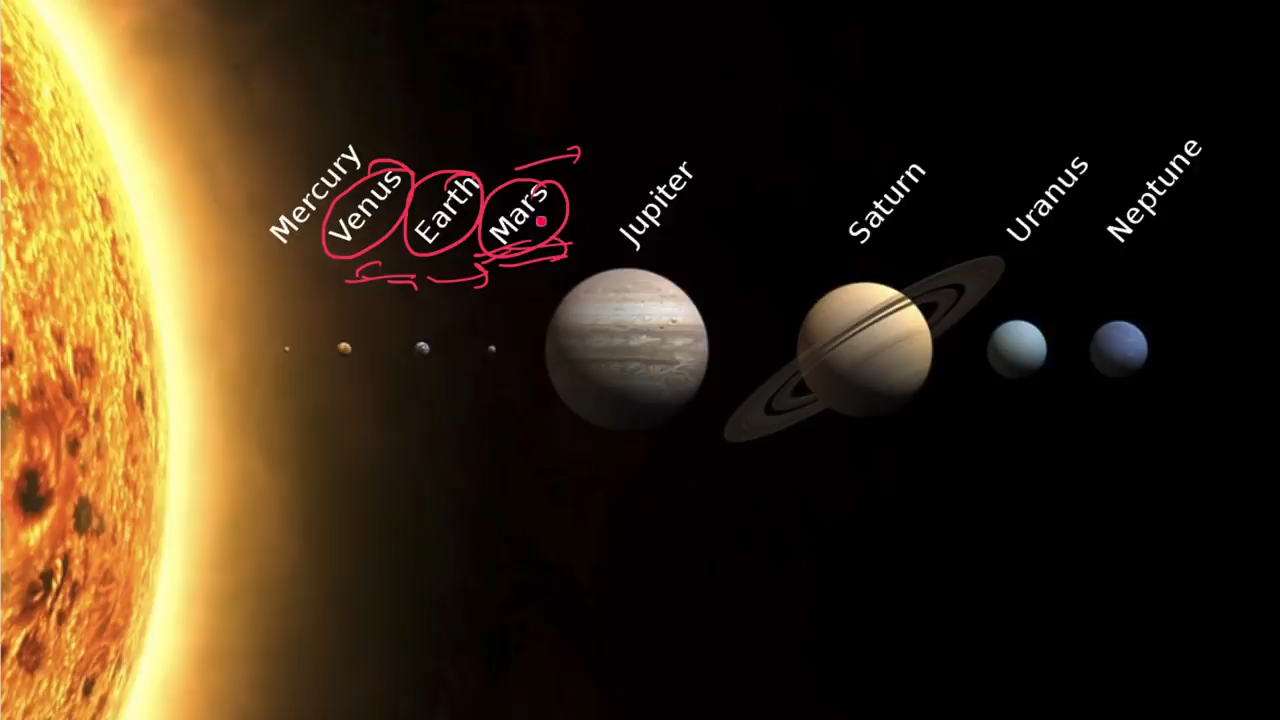 Mercury
Venus
Earth
Mars
Jupiter
Saturn
Uranus
Neptune